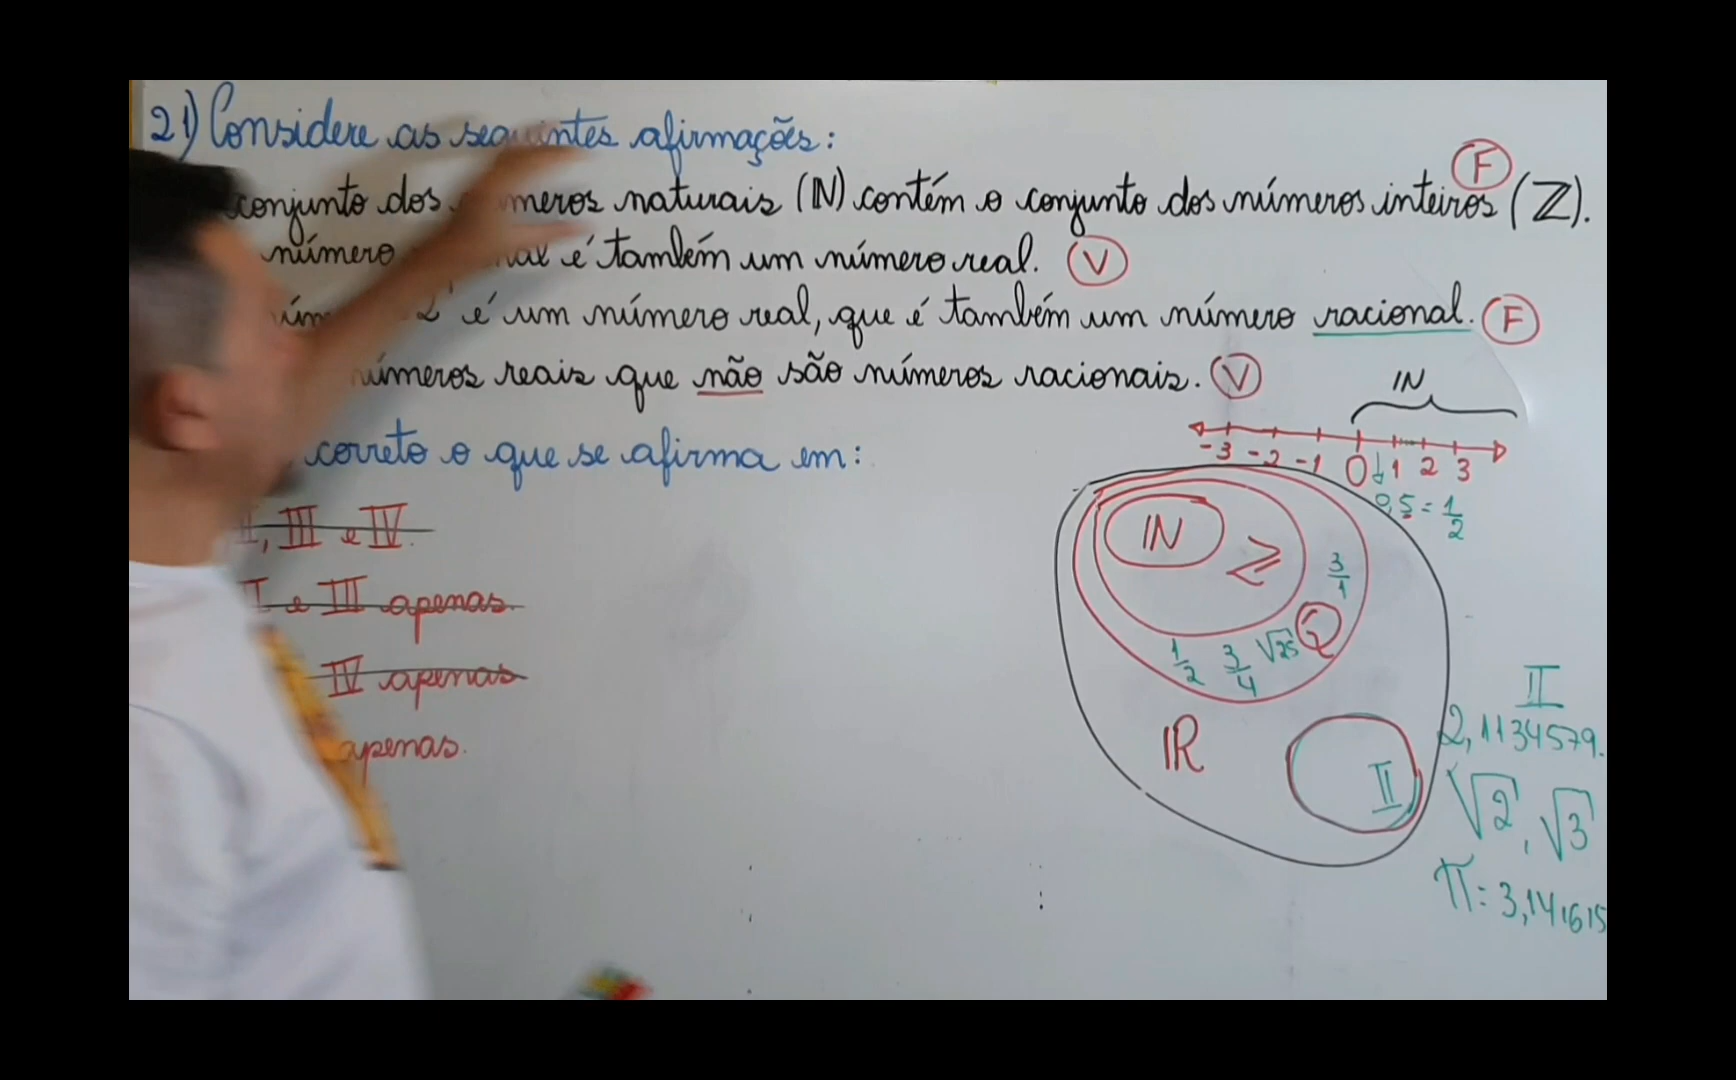 21) Considere as seguintes afirmações:
conjunto dos números naturais (ℕ) contém o conjunto dos números inteiros (ℤ). F
número é também um número real. V
é um número real, que é também um número racional. F
números reais que não são números racionais. V
correto o que se afirma em:
II, III e IV.
e III apenas.
IV apenas
apenas.
IN
-3 -2 -1 0 1 2 3
0,5 = 1/2
IN Z
3/1
1/2 3/4 √25 Q
IR
II
II
2,1134579.
√2, √3
π = 3,141615